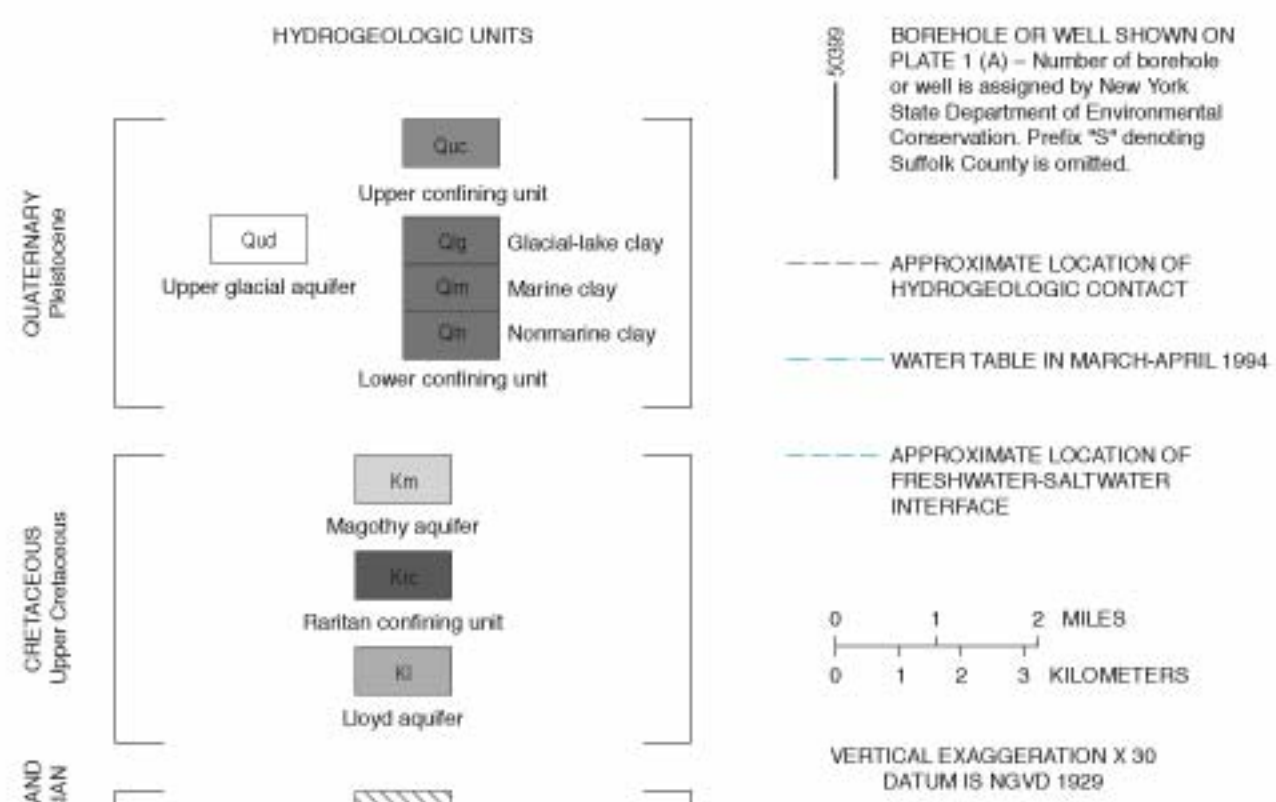 HYDROGEOLOGIC UNITS
QUATERNARY
Pleistocene
Quc
Upper confining unit
Qud
Upper glacial aquifer
Qlg
Glacial-lake clay
Qlm
Marine clay
Nonmarine clay
Lower confining unit
CRETACEOUS
Upper Cretaceous
Km
Magothy aquifer
Krc
Raritan confining unit
Kl
Lloyd aquifer
AND
IAN
50399
BOREHOLE OR WELL SHOWN ON
PLATE 1 (A) – Number of borehole
or well is assigned by New York
State Department of Environmental
Conservation. Prefix "S" denoting
Suffolk County is omitted.
APPROXIMATE LOCATION OF
HYDROGEOLOGIC CONTACT
WATER TABLE IN MARCH-APRIL 1994
APPROXIMATE LOCATION OF
FRESHWATER-SALTWATER
INTERFACE
0 1 2 MILES
0 1 2 3 KILOMETERS
VERTICAL EXAGGERATION X 30
DATUM IS NGVD 1929